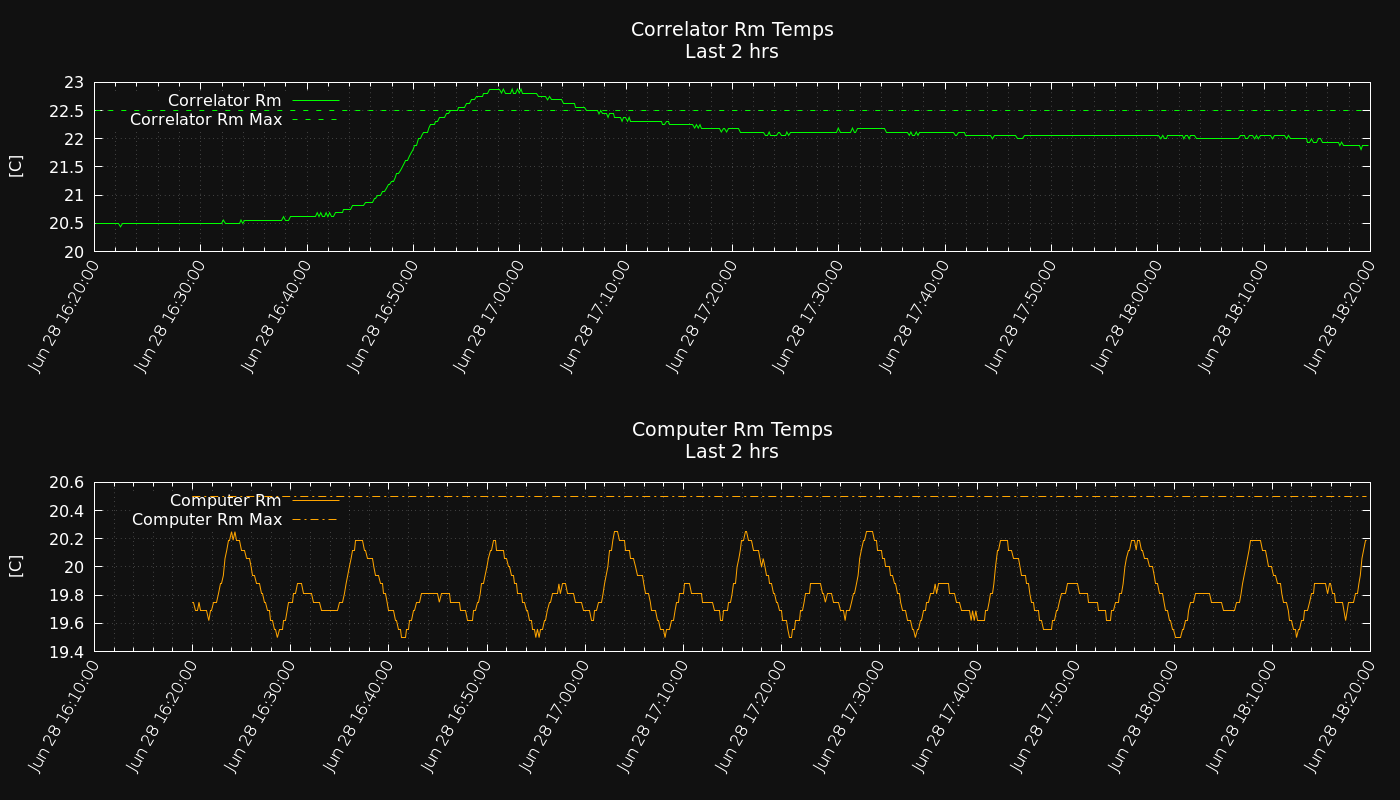 Correlator Rm Temps
Last 2 hrs
23
22.5
22
21.5
21
20.5
20
[C]
Correlator Rm
Correlator Rm Max
Jun 28 16:20:00
Jun 28 16:30:00
Jun 28 16:40:00
Jun 28 16:50:00
Jun 28 17:00:00
Jun 28 17:10:00
Jun 28 17:20:00
Jun 28 17:30:00
Jun 28 17:40:00
Jun 28 17:50:00
Jun 28 18:00:00
Jun 28 18:10:00
Jun 28 18:20:00
Computer Rm Temps
Last 2 hrs
20.6
20.4
20.2
20
19.8
19.6
19.4
[C]
Computer Rm
Computer Rm Max
Jun 28 16:10:00
Jun 28 16:20:00
Jun 28 16:30:00
Jun 28 16:40:00
Jun 28 16:50:00
Jun 28 17:00:00
Jun 28 17:10:00
Jun 28 17:20:00
Jun 28 17:30:00
Jun 28 17:40:00
Jun 28 17:50:00
Jun 28 18:00:00
Jun 28 18:10:00
Jun 28 18:20:00